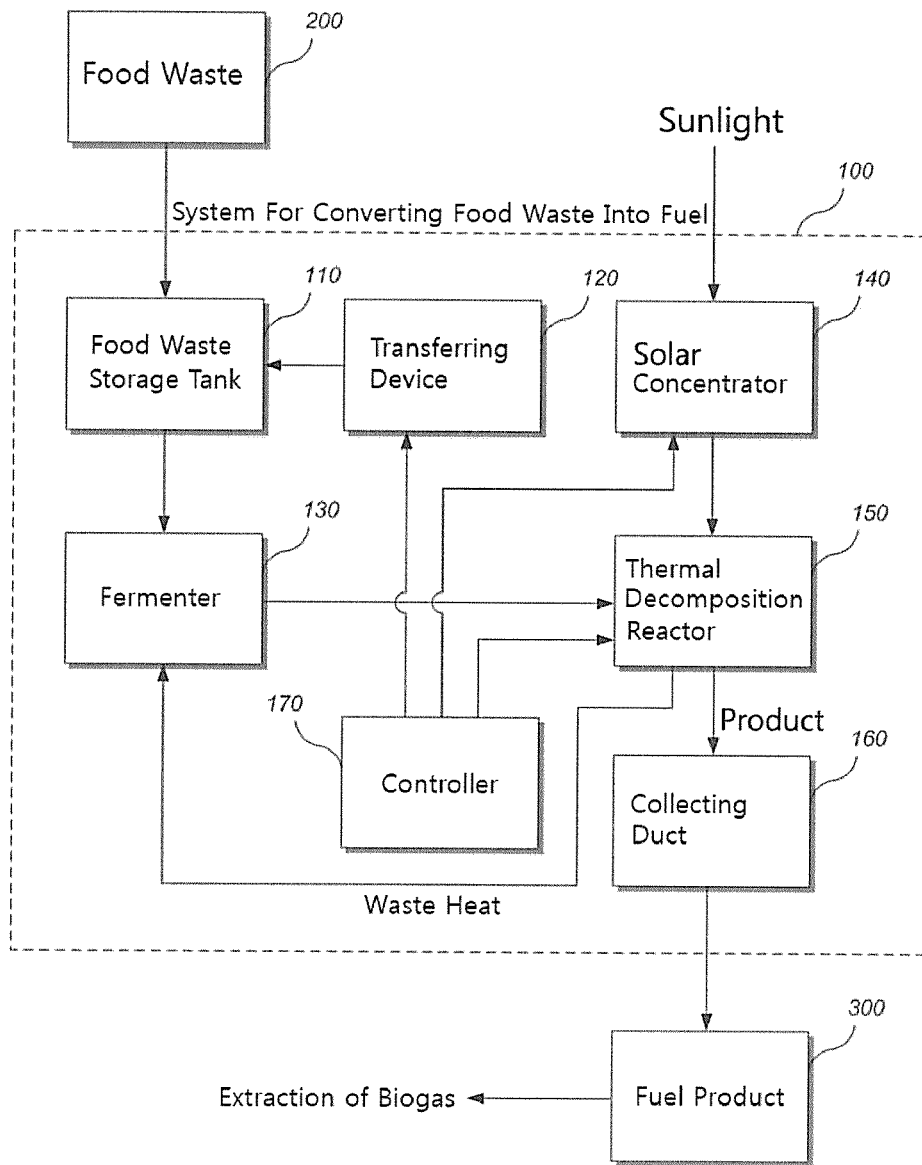 200
Food Waste
Sunlight
100
System For Converting Food Waste Into Fuel
110
120
140
Food Waste
Storage Tank
Transferring
Device
Solar
Concentrator
130
150
Fermenter
Thermal
Decomposition
Reactor
170
Product
160
Controller
Collecting
Duct
Waste Heat
300
Extraction of Biogas
Fuel Product